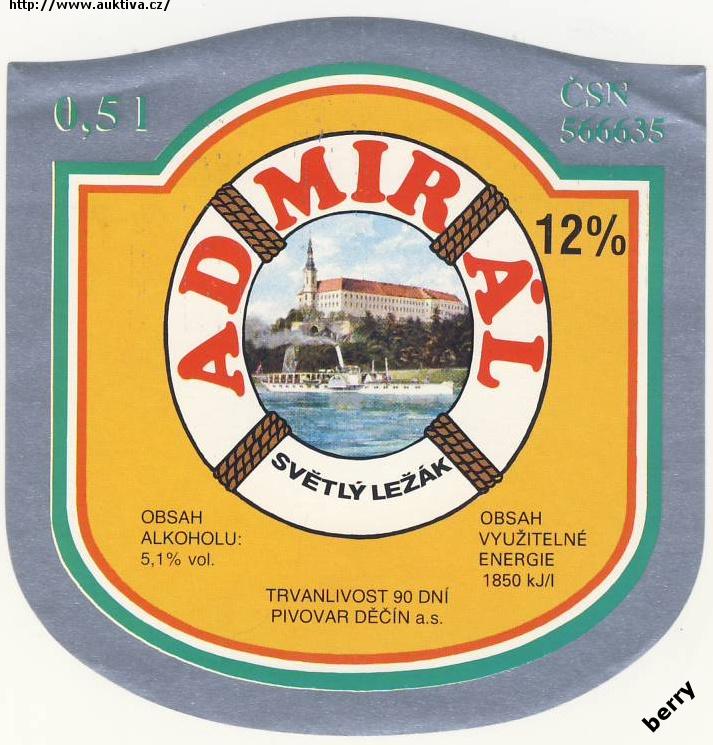 http://www.auktiva.cz/
0,5 l
ČSN
566635
ADMIRÁL
12%
SVĚTLÝ LEŽÁK
OBSAH
ALKOHOLU:
5,1% vol.
OBSAH
VYUŽITELNÉ
ENERGIE
1850 kJ/l
TRVANLIVOST 90 DNÍ
PIVOVAR DĚČÍN a.s.
berry